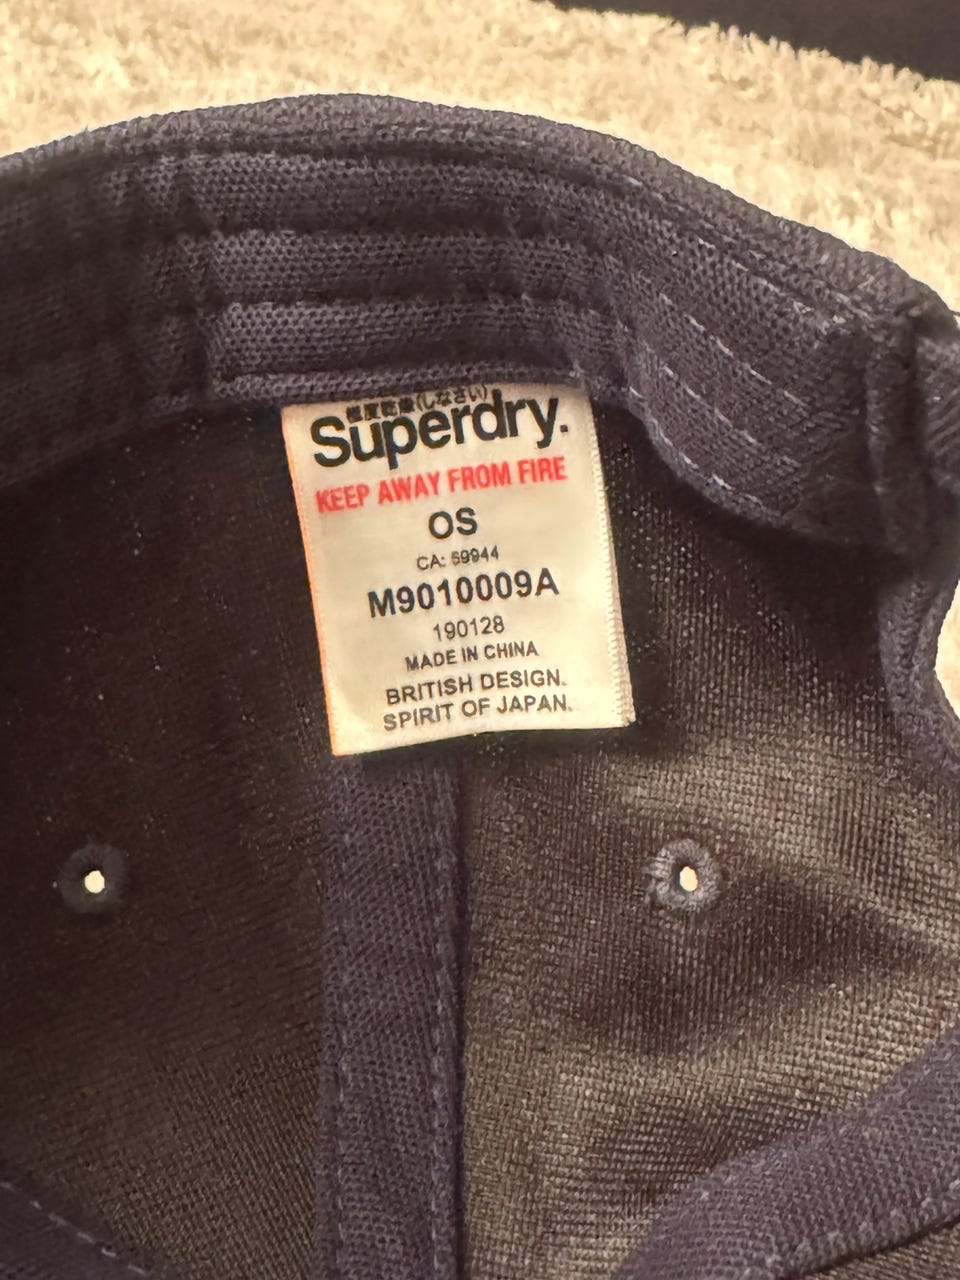 極度乾燥(しなさい)
Superdry.
KEEP AWAY FROM FIRE
OS
CA: 59944
M9010009A
190128
MADE IN CHINA
BRITISH DESIGN.
SPIRIT OF JAPAN.